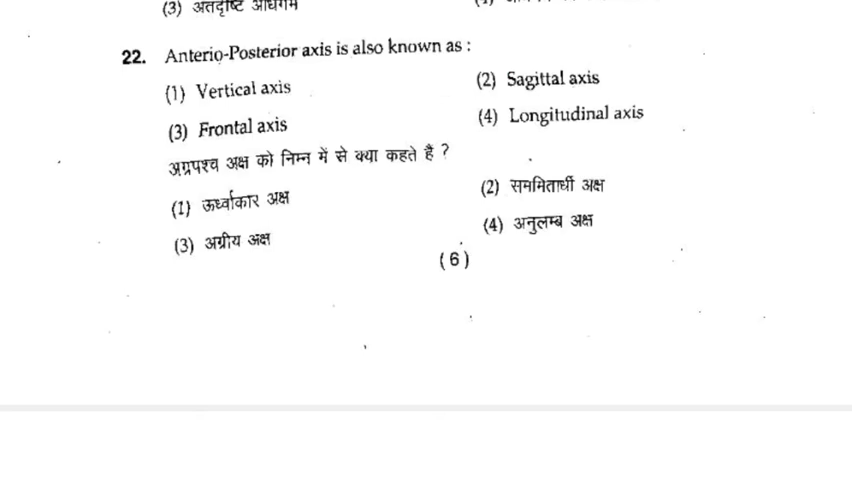 (3) अंतर्दृष्टि अधिगम
22. Anterio-Posterior axis is also known as :
(1) Vertical axis (2) Sagittal axis
(3) Frontal axis (4) Longitudinal axis
अग्रपश्च अक्ष को निम्न में से क्या कहते हैं ?
(1) ऊर्ध्वाकार अक्ष (2) सममितार्धी अक्ष
(3) अग्रीय अक्ष (4) अनुलम्ब अक्ष
(6)